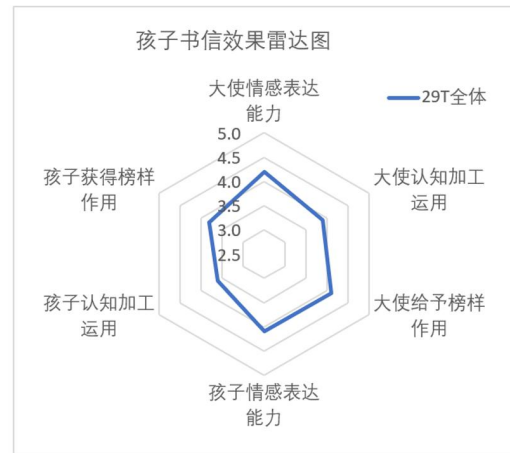 孩子书信效果雷达图
大使情感表达
能力
29T全体
5.0
4.5
4.0
3.5
3.0
2.5
大使认知加工
运用
大使给予榜样
作用
孩子情感表达
能力
孩子认知加工
运用
孩子获得榜样
作用